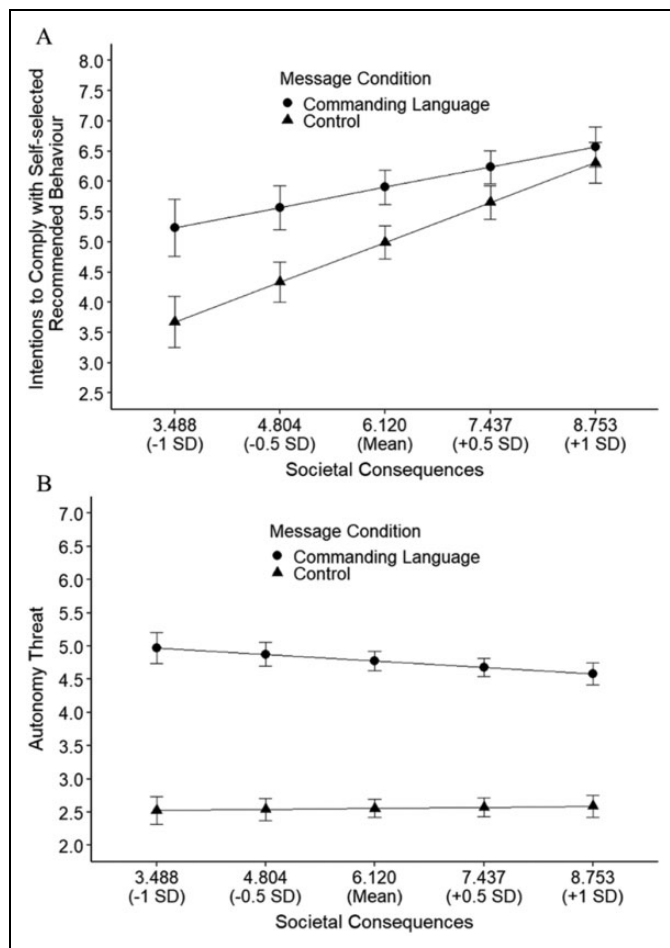 A
Intentions to Comply with Self-selected
Recommended Behaviour
8.0
7.5
7.0
6.5
6.0
5.5
5.0
4.5
4.0
3.5
3.0
2.5
Message Condition
Commanding Language
Control
3.488 4.804 6.120 7.437 8.753
(-1 SD) (-0.5 SD) (Mean) (+0.5 SD) (+1 SD)
Societal Consequences
B
Autonomy Threat
7.0
6.5
6.0
5.5
5.0
4.5
4.0
3.5
3.0
2.5
2.0
Message Condition
Commanding Language
Control
3.488 4.804 6.120 7.437 8.753
(-1 SD) (-0.5 SD) (Mean) (+0.5 SD) (+1 SD)
Societal Consequences